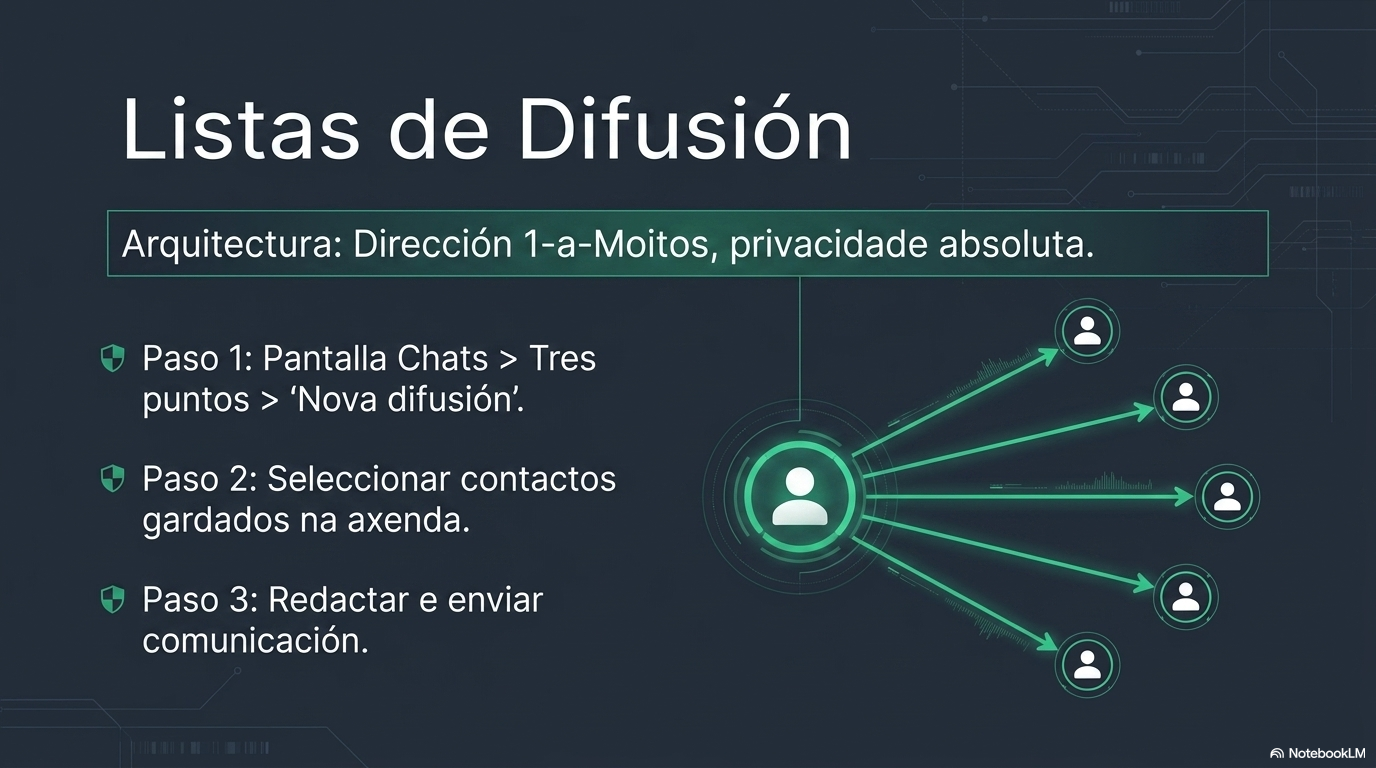 Listas de Difusión
Arquitectura: Dirección 1-a-Moitos, privacidade absoluta.
Paso 1: Pantalla Chats > Tres
puntos > ‘Nova difusión’.
Paso 2: Seleccionar contactos
gardados na axenda.
Paso 3: Redactar e enviar
comunicación.
NotebookLM